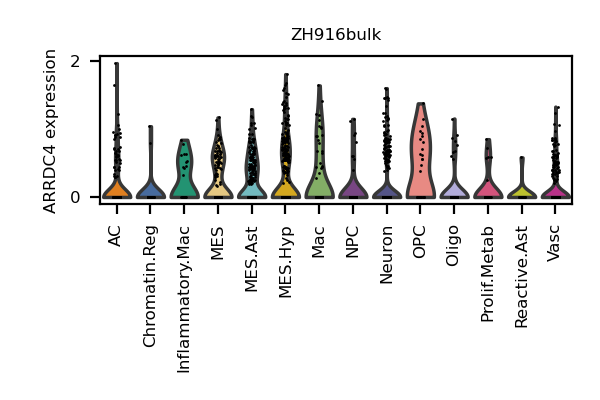 ZH916bulk
ARRDC4 expression
2
0
AC
Chromatin.Reg
Inflammatory.Mac
MES
MES.Ast
MES.Hyp
Mac
NPC
Neuron
OPC
Oligo
Prolif.Metab
Reactive.Ast
Vasc